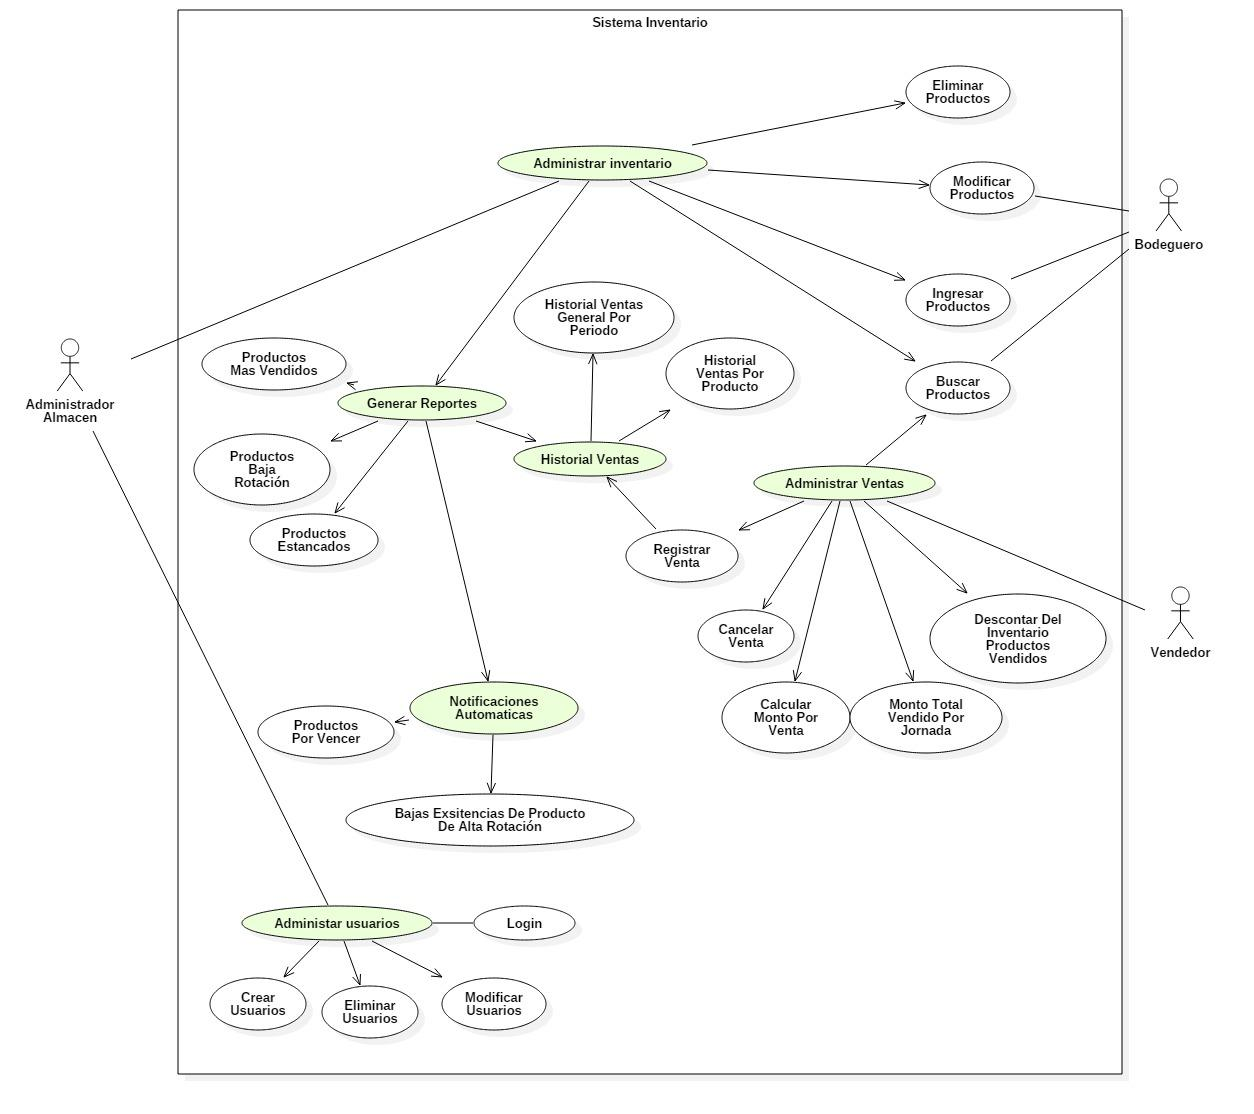 Sistema Inventario
Eliminar
Productos
Administrar inventario
Modificar
Productos
Bodeguero
Ingresar
Productos
Historial Ventas
General Por
Periodo
Productos
Mas Vendidos
Historial
Ventas Por
Producto
Buscar
Productos
Administrador
Almacen
Generar Reportes
Productos
Baja
Rotación
Historial Ventas
Administrar Ventas
Productos
Estancados
Registrar
Venta
Cancelar
Venta
Descontar Del
Inventario
Productos
Vendidos
Vendedor
Notificaciones
Automaticas
Productos
Por Vencer
Calcular
Monto Por
Venta
Monto Total
Vendido Por
Jornada
Bajas Exsitencias De Producto
De Alta Rotación
Administar usuarios
Login
Crear
Usuarios
Eliminar
Usuarios
Modificar
Usuarios